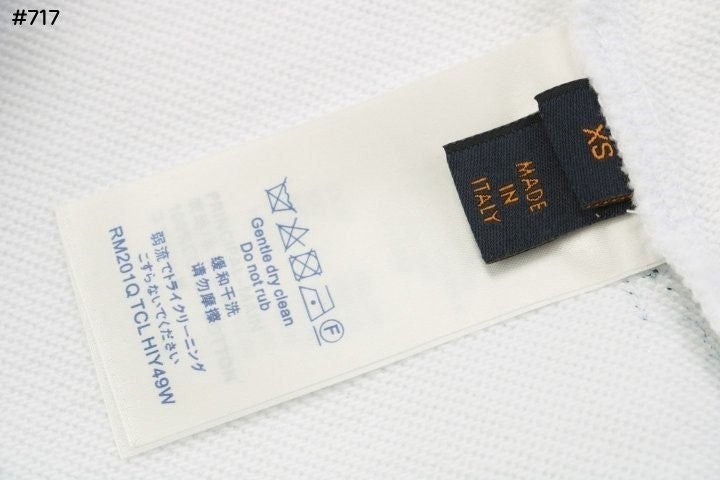 #717
XS
MADE
IN
ITALY
F
Gentle dry clean
Do not rub
缓和干洗
请勿摩擦
弱流でトライクリーニング
こすらないでください
RM201Q TCL HIY49W